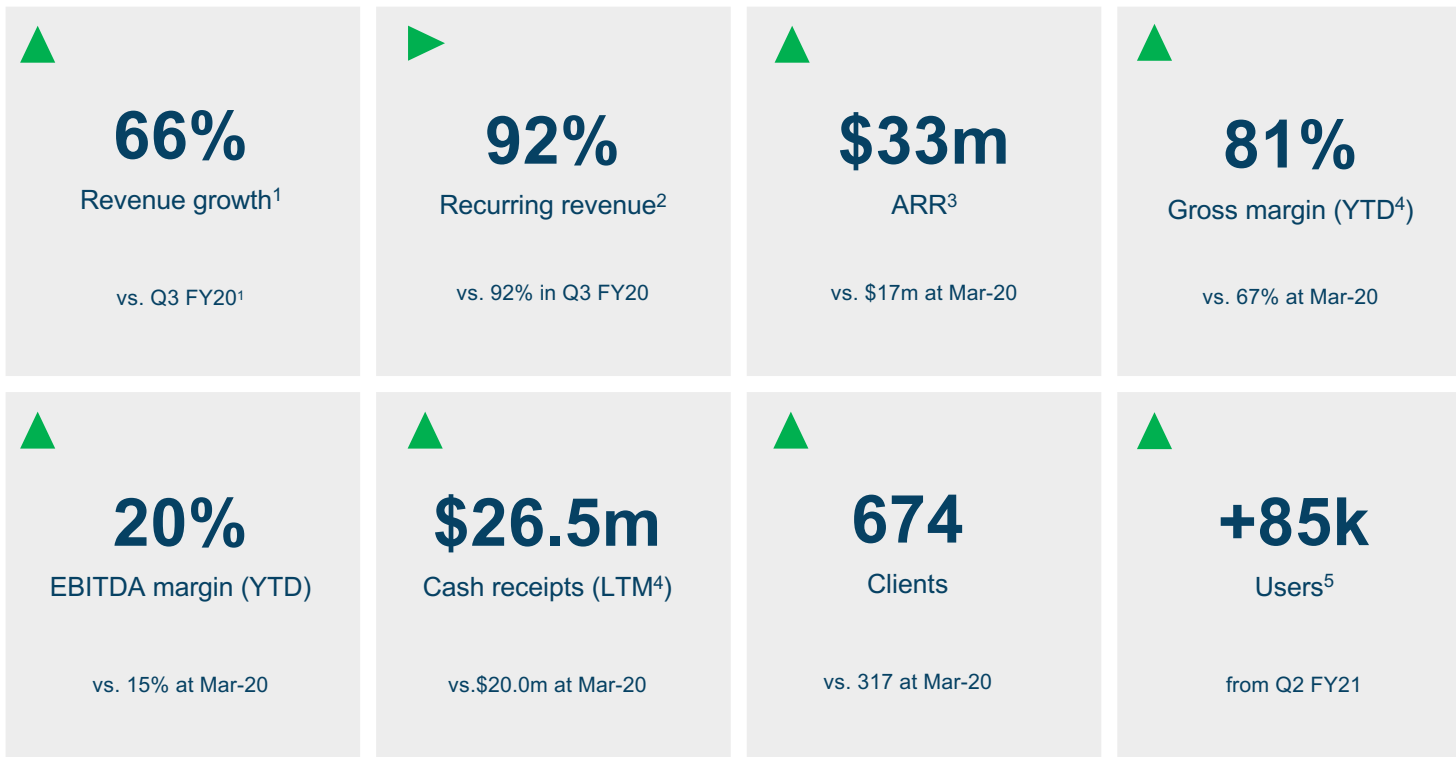 66%
Revenue growth1
vs. Q3 FY201
92%
Recurring revenue2
vs. 92% in Q3 FY20
$33m
ARR3
vs. $17m at Mar-20
81%
Gross margin (YTD4)
vs. 67% at Mar-20
20%
EBITDA margin (YTD)
vs. 15% at Mar-20
$26.5m
Cash receipts (LTM4)
vs.$20.0m at Mar-20
674
Clients
vs. 317 at Mar-20
+85k
Users5
from Q2 FY21